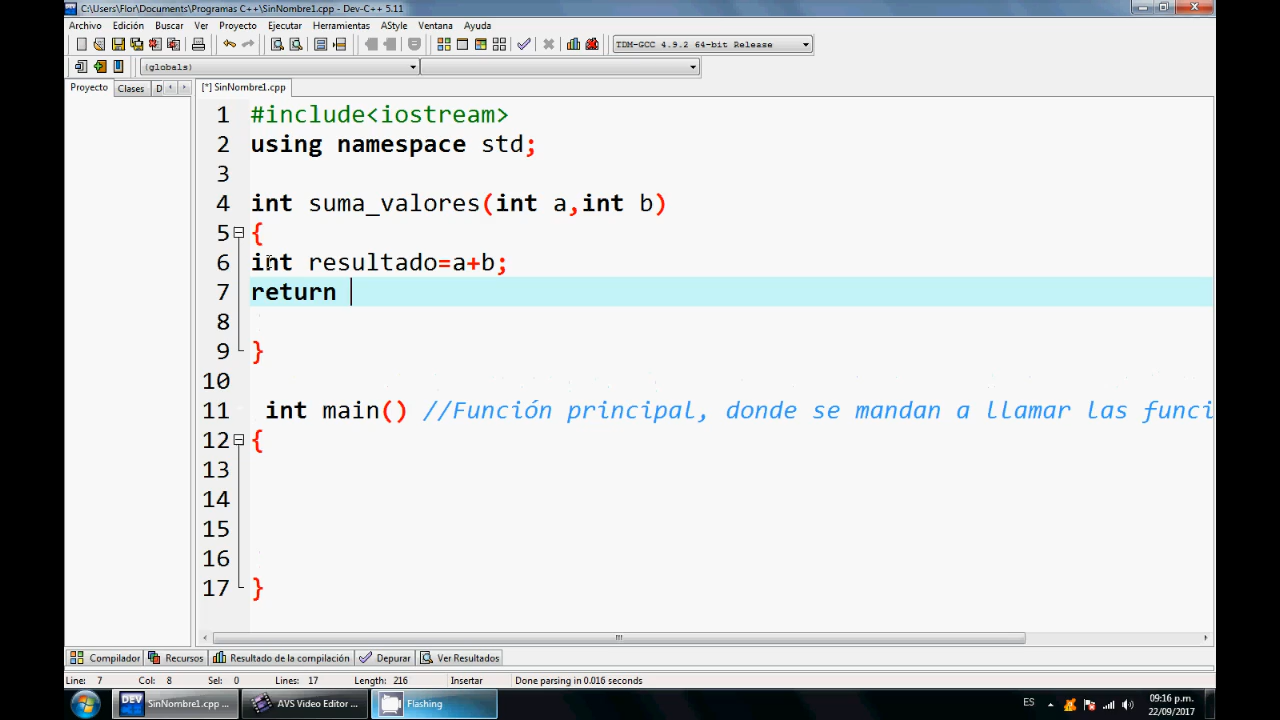 C:\Users\Flor\Documents\Programas C++\SinNombre1.cpp - Dev-C++ 5.11
Archivo Edición Buscar Ver Proyecto Ejecutar Herramientas AStyle Ventana Ayuda
TDM-GCC 4.9.2 64-bit Release
(globals)
Proyecto Clases D
[*] SinNombre1.cpp
1 #include<iostream>
2 using namespace std;
3
4 int suma_valores(int a,int b)
5 {
6 int resultado=a+b;
7 return
8
9 }
10
11 int main() //Función principal, donde se mandan a llamar las funci
12 {
13
14
15
16
17 }
Compilador Recursos Resultado de la compilación Depurar Ver Resultados
Line: 7 Col: 8 Sel: 0 Lines: 17 Length: 216 Insertar Done parsing in 0.016 seconds
DEV SinNombre1.cpp ... AVS Video Editor ... Flashing ES 09:16 p.m.
22/09/2017